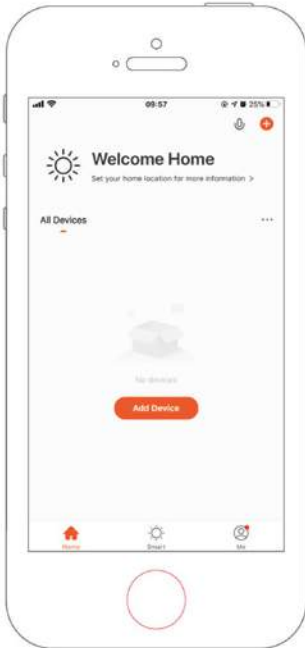 09:57
25%
Welcome Home
Set your home location for more information >
All Devices
...
No devices
Add Device
Home
Smart
Me